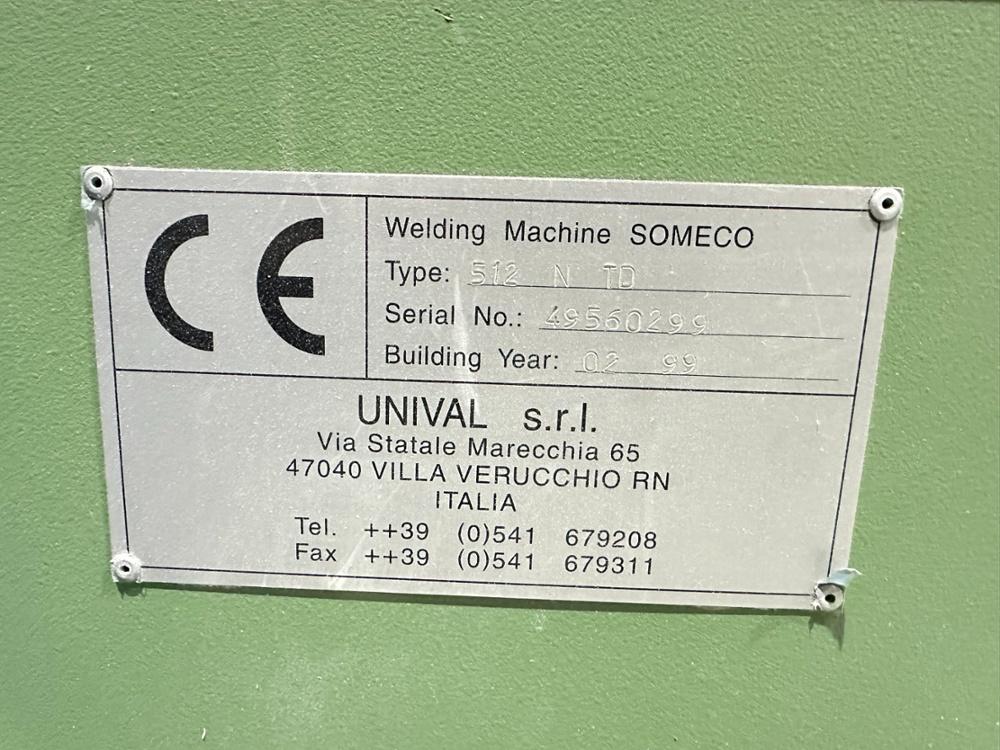 CE
Welding Machine SOMECO
Type: 512 N TD
Serial No.: 49560299
Building Year: 02 99
UNIVAL s.r.l.
Via Statale Marecchia 65
47040 VILLA VERUCCHIO RN
ITALIA
Tel. ++39 (0)541 679208
Fax ++39 (0)541 679311